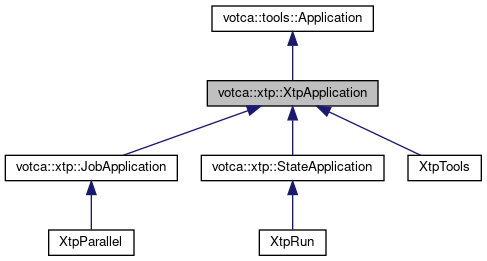 votca::tools::Application
votca::xtp::XtpApplication
votca::xtp::JobApplication
votca::xtp::StateApplication
XtpTools
XtpParallel
XtpRun